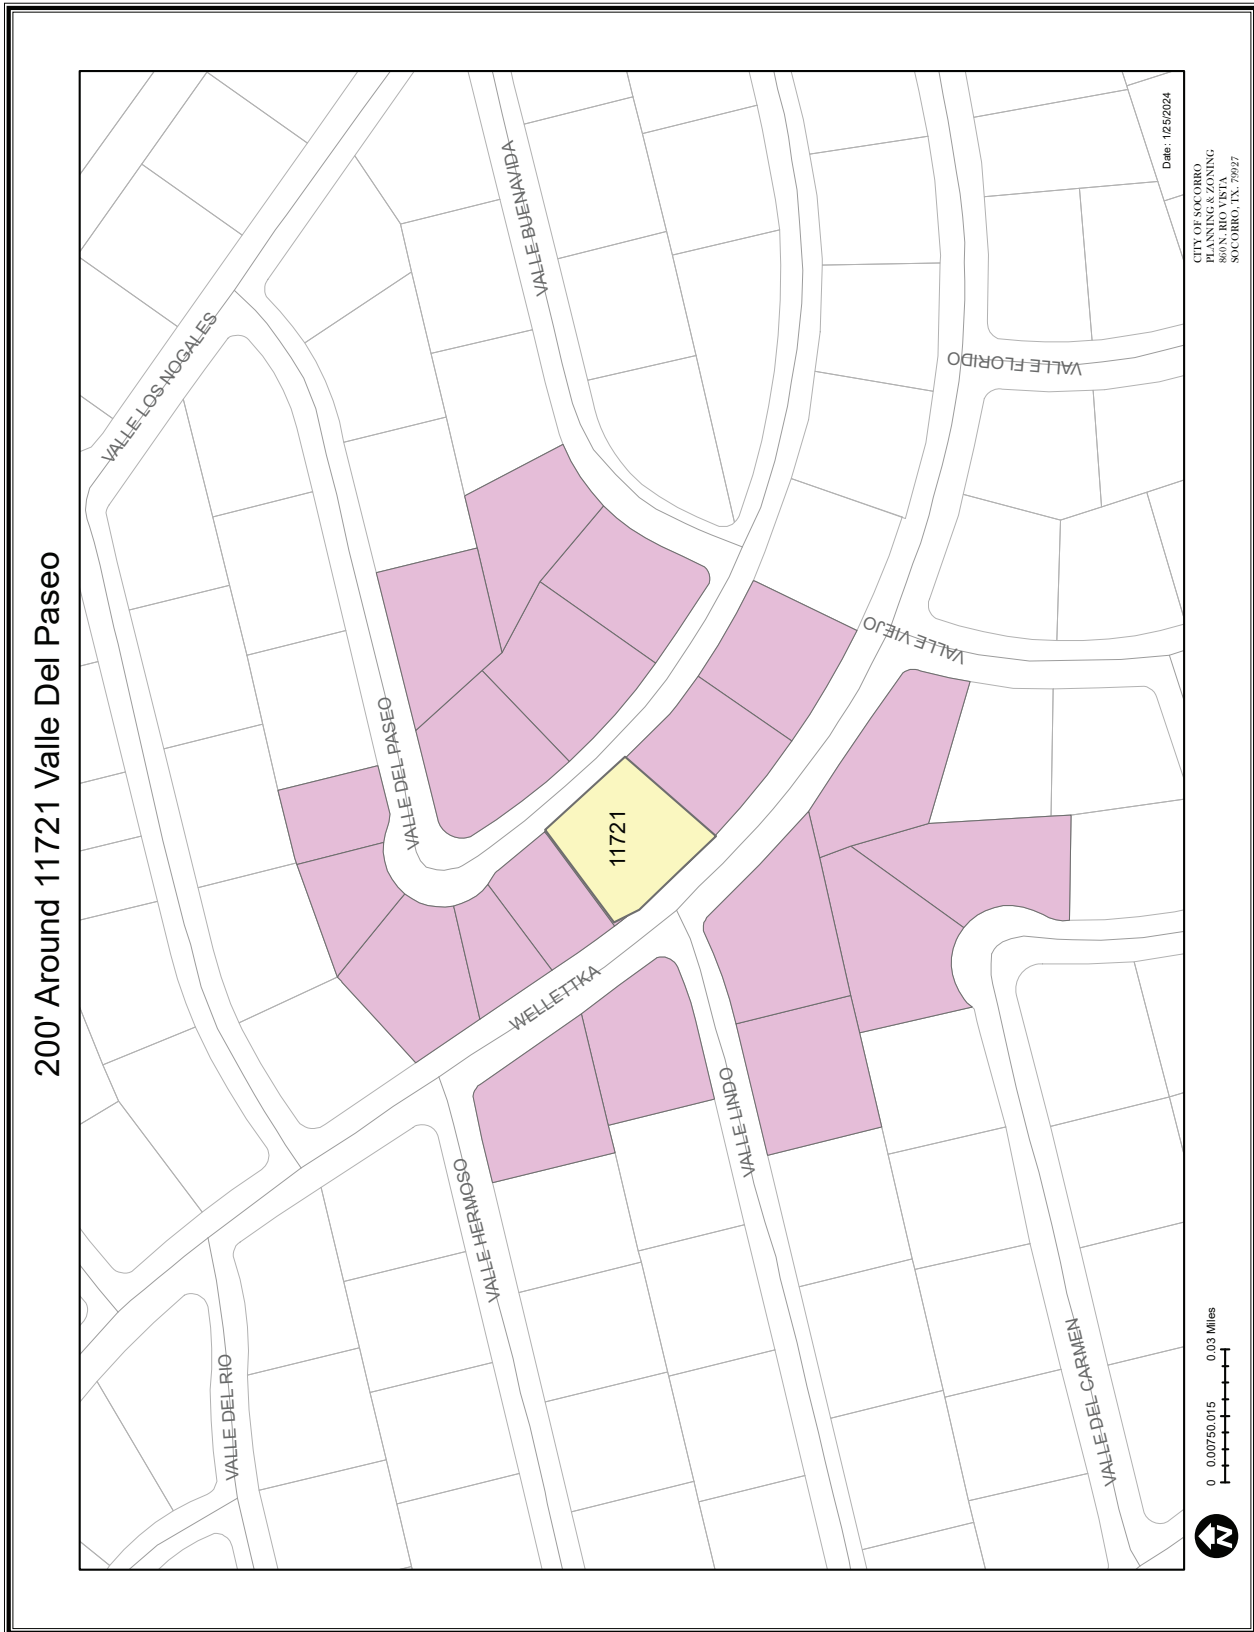 200' Around 11721 Valle Del Paseo
VALLE LOS NOGALES
VALLE BUENAVIDA
VALLE DEL PASEO
VALLE FLORIDO
VALLE VIEJO
11721
WELLETTKA
VALLE LINDO
VALLE HERMOSO
VALLE DEL RIO
VALLE DEL CARMEN
Date: 1/25/2024
CITY OF SOCORRO
PLANNING & ZONING
860 N. RIO VISTA
SOCORRO, TX. 79927
N
0 0.00750.015 0.03 Miles